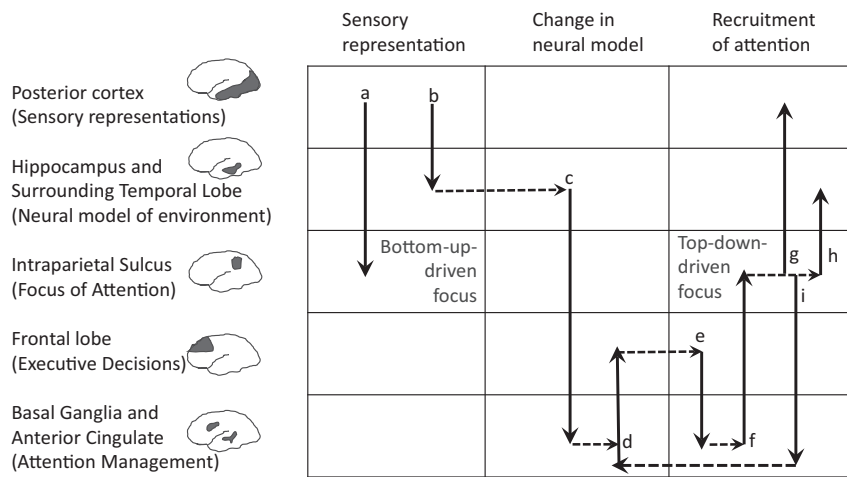 Sensory
representation
Change in
neural model
Recruitment
of attention
Posterior cortex
(Sensory representations)
Hippocampus and
Surrounding Temporal Lobe
(Neural model of environment)
Intraparietal Sulcus
(Focus of Attention)
Frontal lobe
(Executive Decisions)
Basal Ganglia and
Anterior Cingulate
(Attention Management)
a
b
c
Bottom-up-
driven
focus
Top-down-
driven
focus
g
h
i
e
d
f